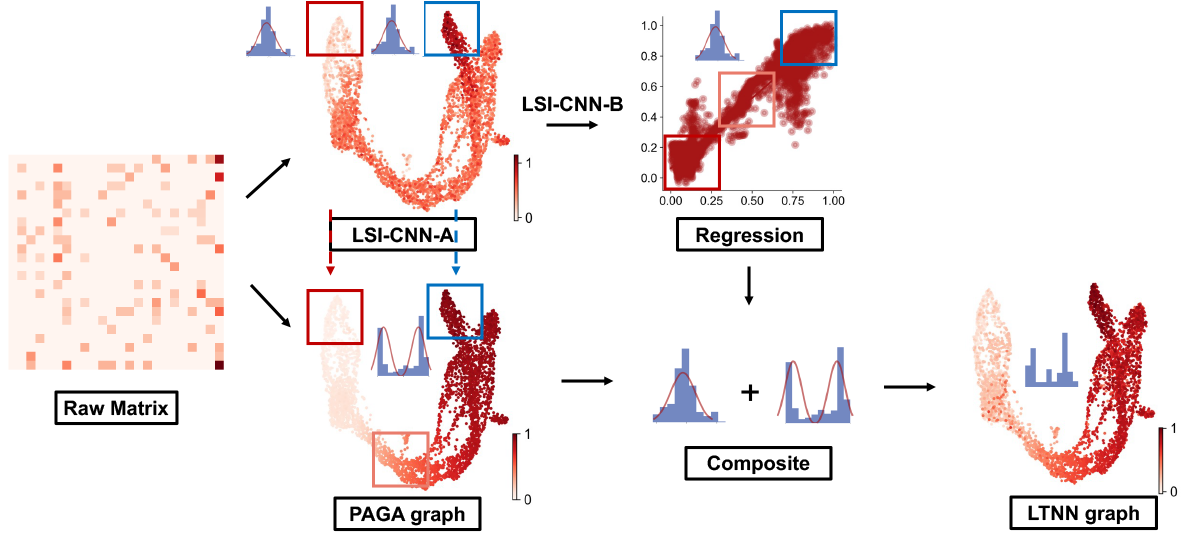 LSI-CNN-B
1.0
0.8
0.6
0.4
0.2
0.0
0.00 0.25 0.50 0.75 1.00
1
0
LSI-CNN-A
Regression
Raw Matrix
1
0
PAGA graph
+
Composite
1
0
LTNN graph